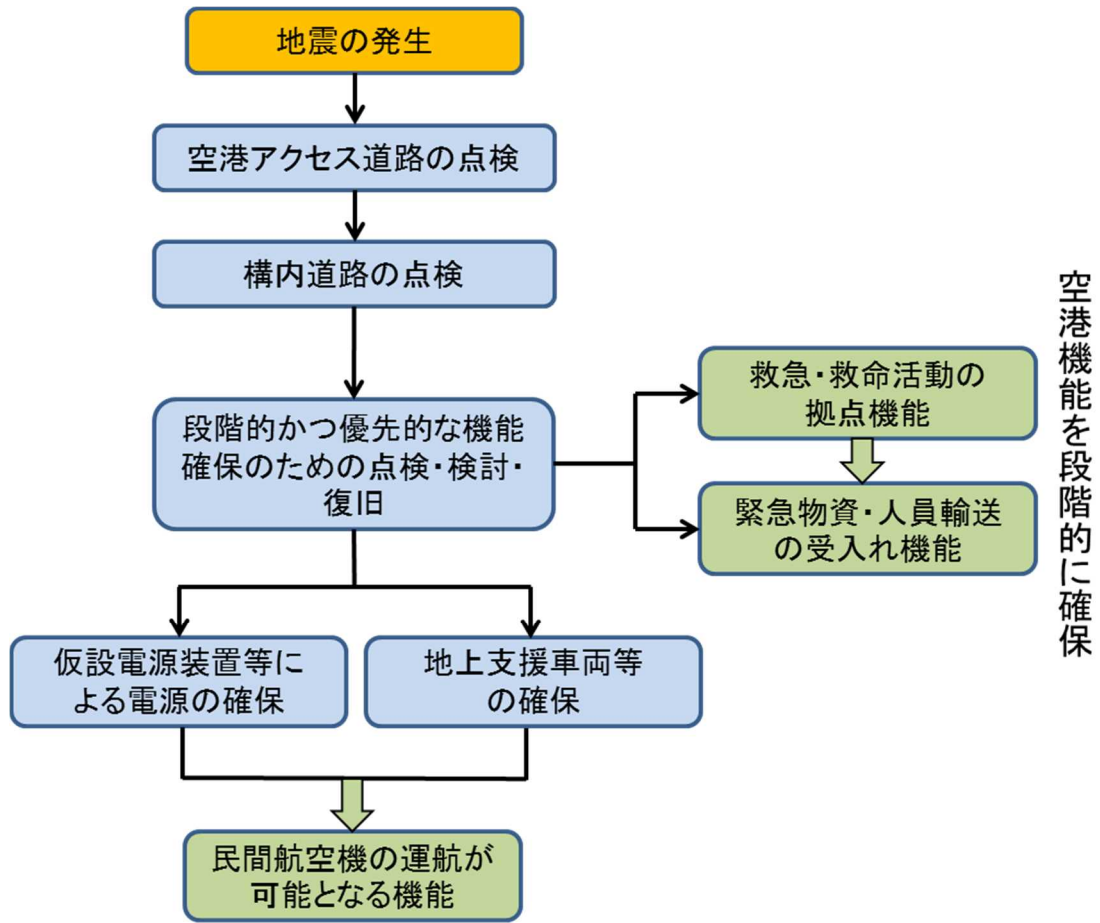 地震の発生
空港アクセス道路の点検
構内道路の点検
段階的かつ優先的な機能
確保のための点検・検討・
復旧
救急・救命活動の
拠点機能
緊急物資・人員輸送
の受入れ機能
空港機能を段階的に確保
仮設電源装置等に
よる電源の確保
地上支援車両等
の確保
民間航空機の運航が
可能となる機能